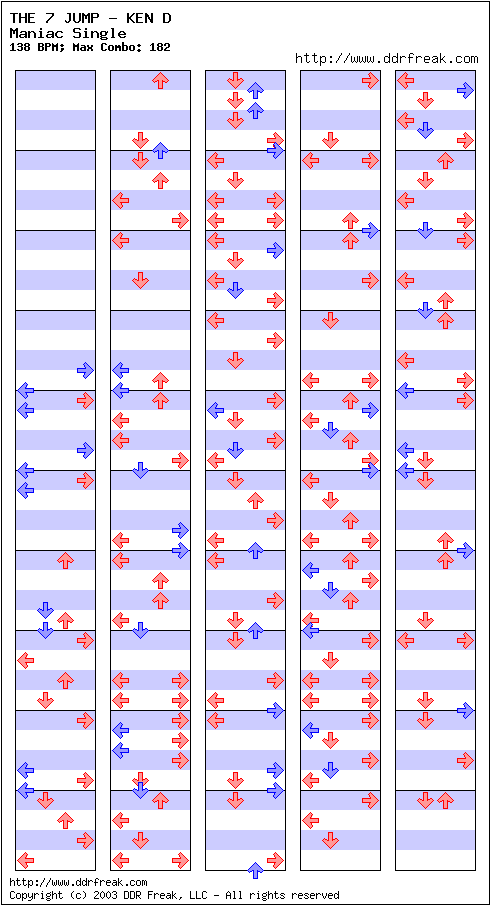 THE 7 JUMP - KEN D
Maniac Single
138 BPM; Max Combo: 182
http://www.ddrfreak.com
http://www.ddrfreak.com
Copyright (c) 2003 DDR Freak, LLC - All rights reserved